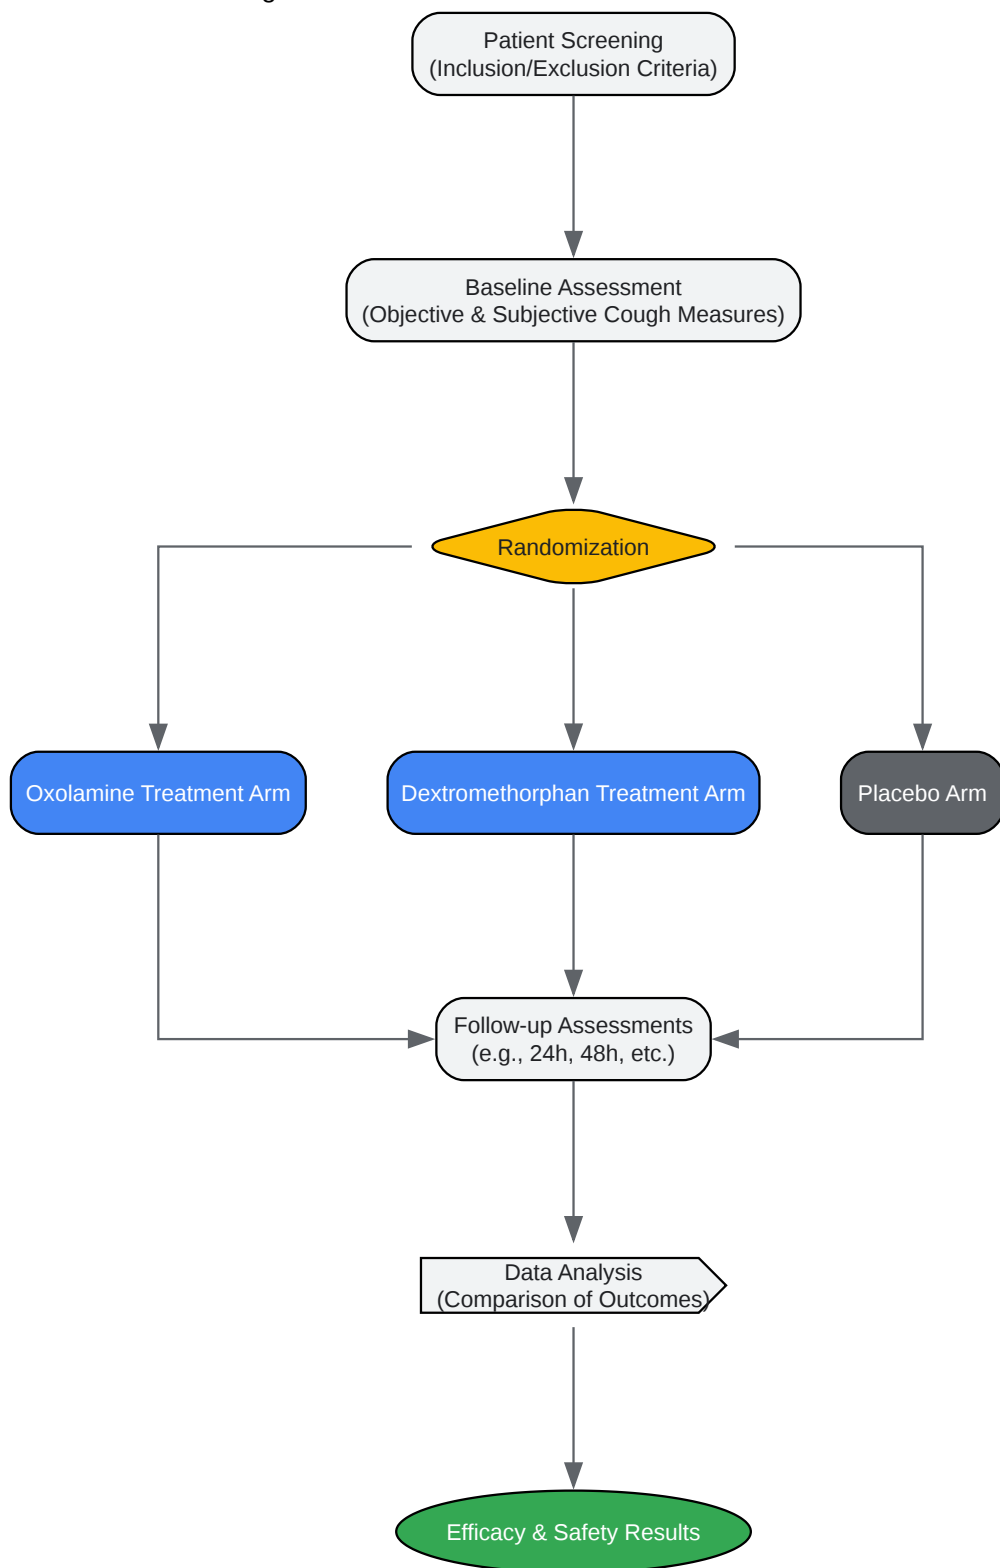 Patient Screening
(Inclusion/Exclusion Criteria)
Baseline Assessment
(Objective & Subjective Cough Measures)
Randomization
Oxolamine Treatment Arm
Dextromethorphan Treatment Arm
Placebo Arm
Follow-up Assessments
(e.g., 24h, 48h, etc.)
Data Analysis
(Comparison of Outcomes)
Efficacy & Safety Results